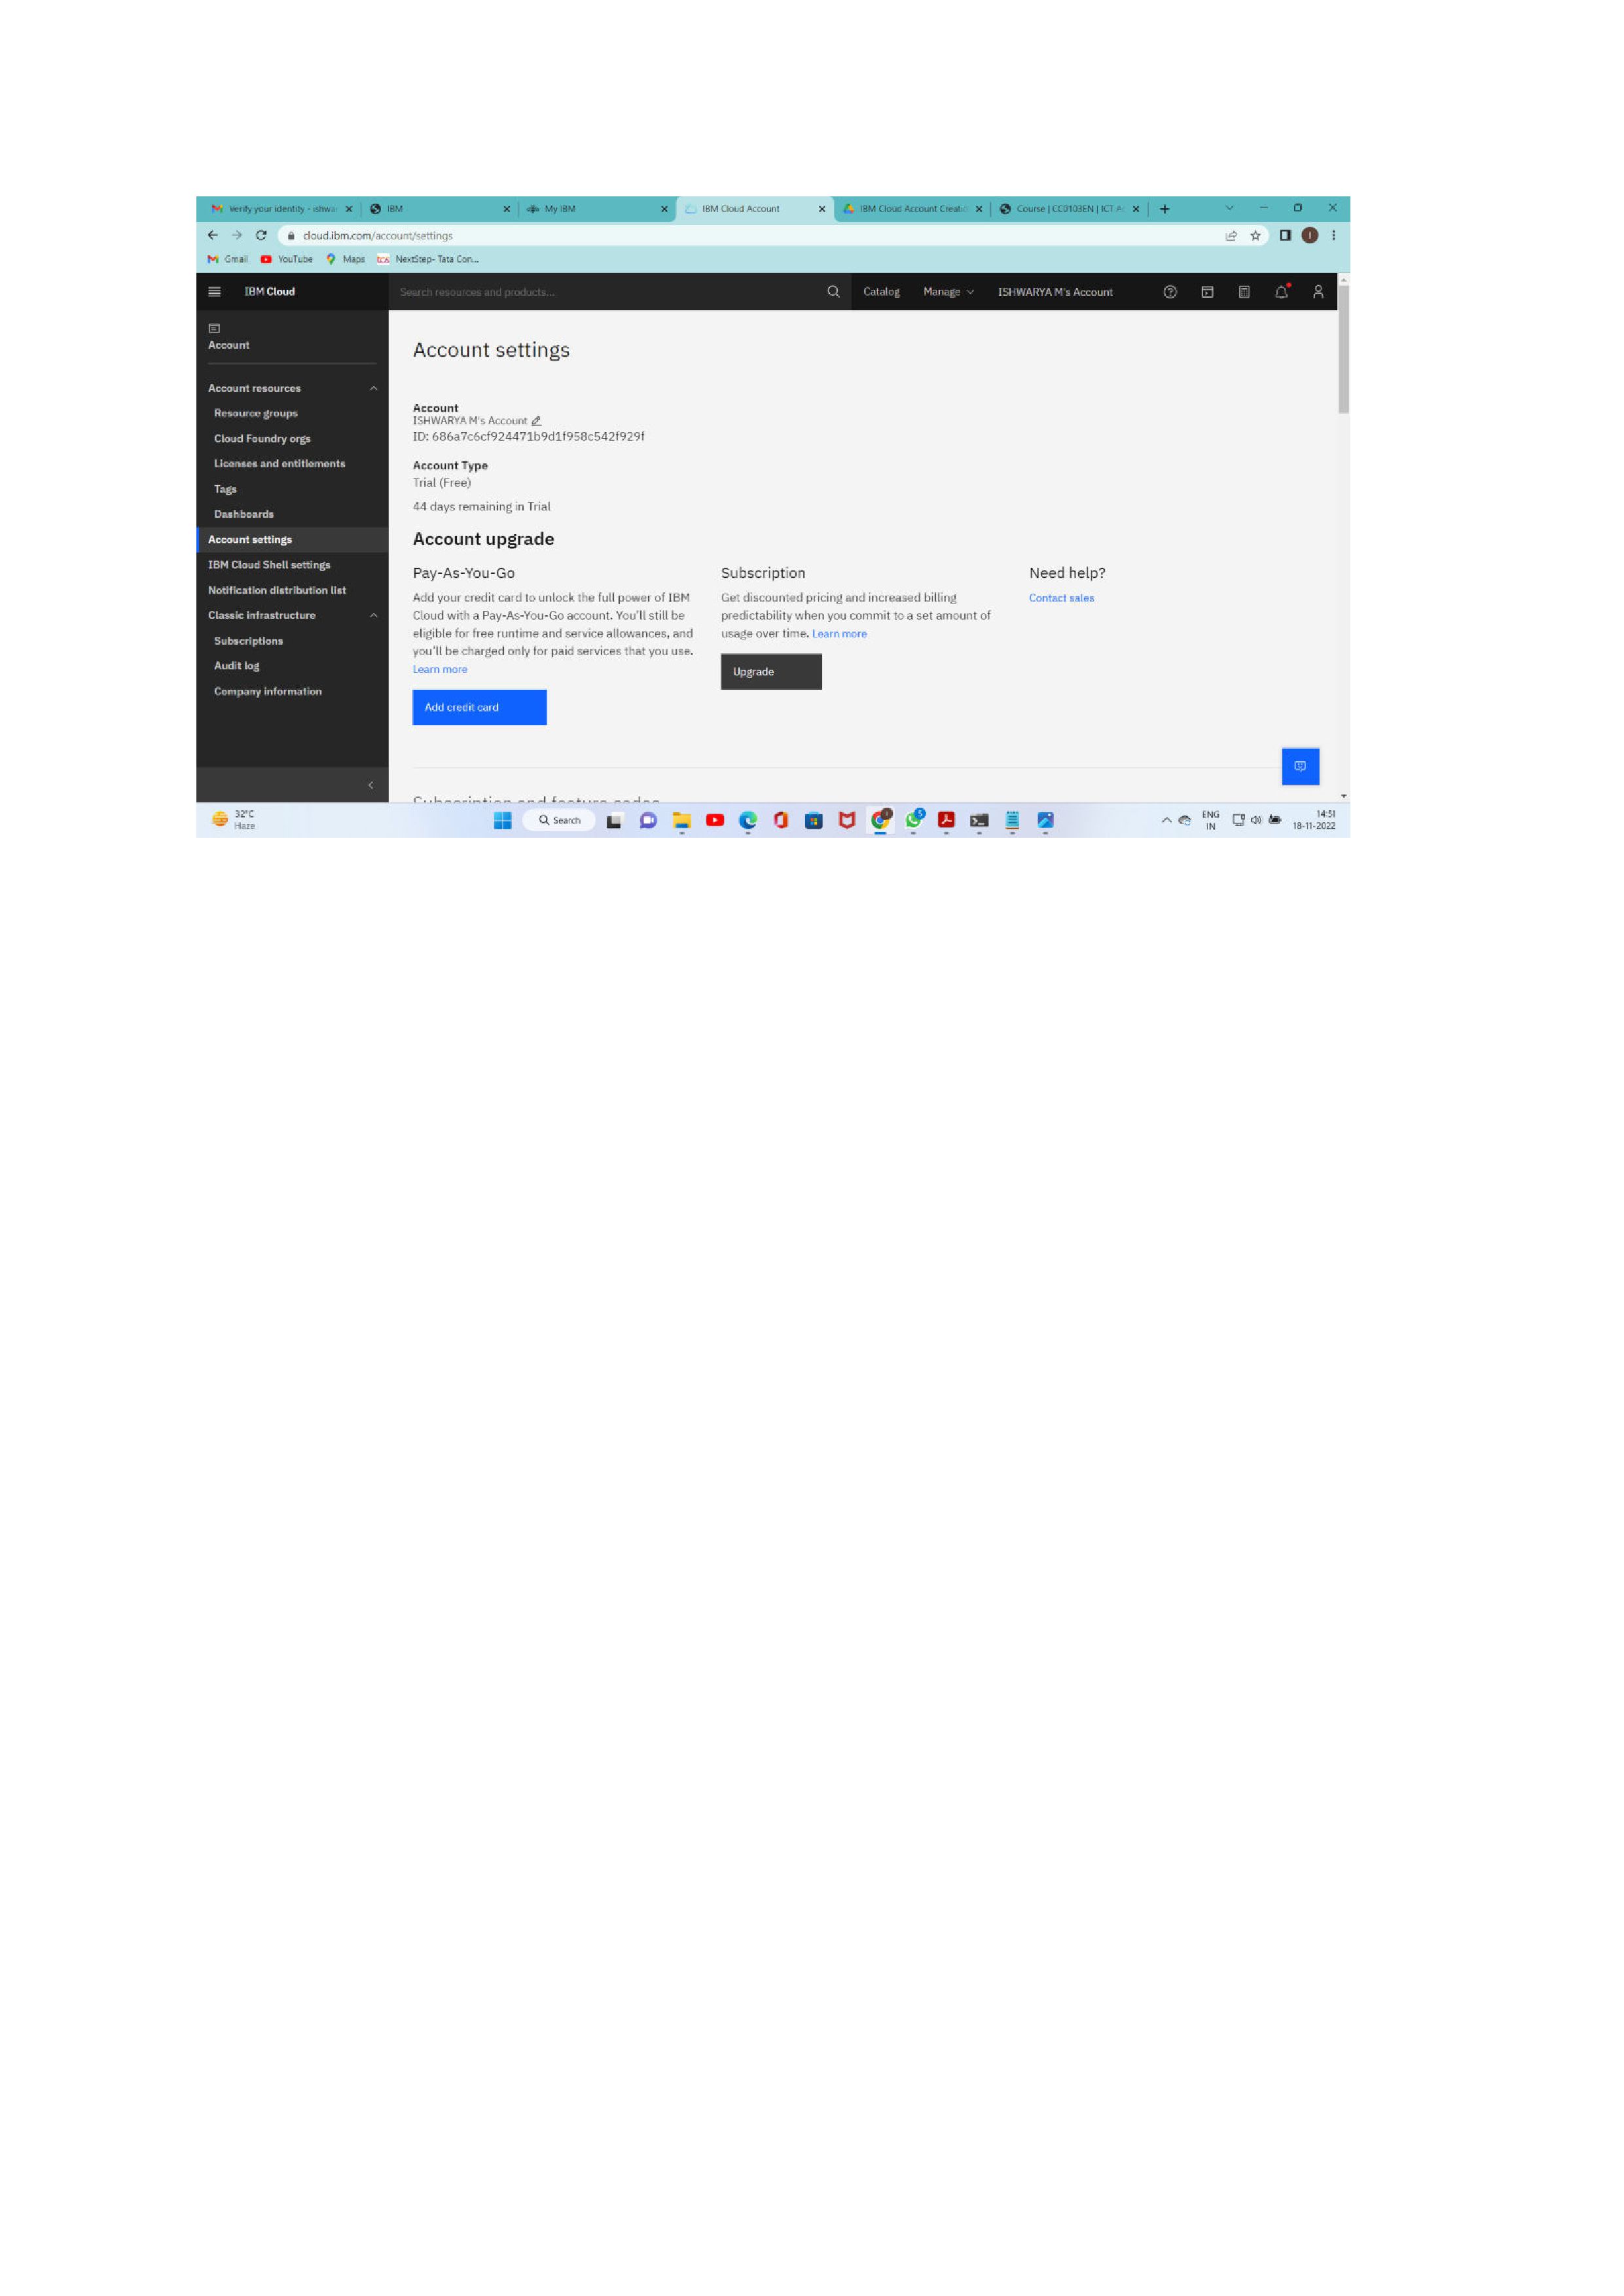 Verify your identity - ishwar
IBM
My IBM
IBM Cloud Account
IBM Cloud Account Creatio
Course | CC0103EN | ICT Ac
cloud.ibm.com/account/settings
Gmail
YouTube
Maps
NextStep- Tata Con...
IBM Cloud
Search resources and products...
Catalog
Manage
ISHWARYA M's Account
Account
Account resources
Resource groups
Cloud Foundry orgs
Licenses and entitlements
Tags
Dashboards
Account settings
IBM Cloud Shell settings
Notification distribution list
Classic infrastructure
Subscriptions
Audit log
Company information
Account settings
Account
ISHWARYA M's Account
ID: 686a7c6cf924471b9d1f958c542f929f
Account Type
Trial (Free)
44 days remaining in Trial
Account upgrade
Pay-As-You-Go
Add your credit card to unlock the full power of IBM
Cloud with a Pay-As-You-Go account. You'll still be
eligible for free runtime and service allowances, and
you'll be charged only for paid services that you use.
Learn more
Add credit card
Subscription
Get discounted pricing and increased billing
predictability when you commit to a set amount of
usage over time. Learn more
Upgrade
Need help?
Contact sales
Subscription and feature codes
32°C
Haze
Search
ENG
IN
14:51
18-11-2022